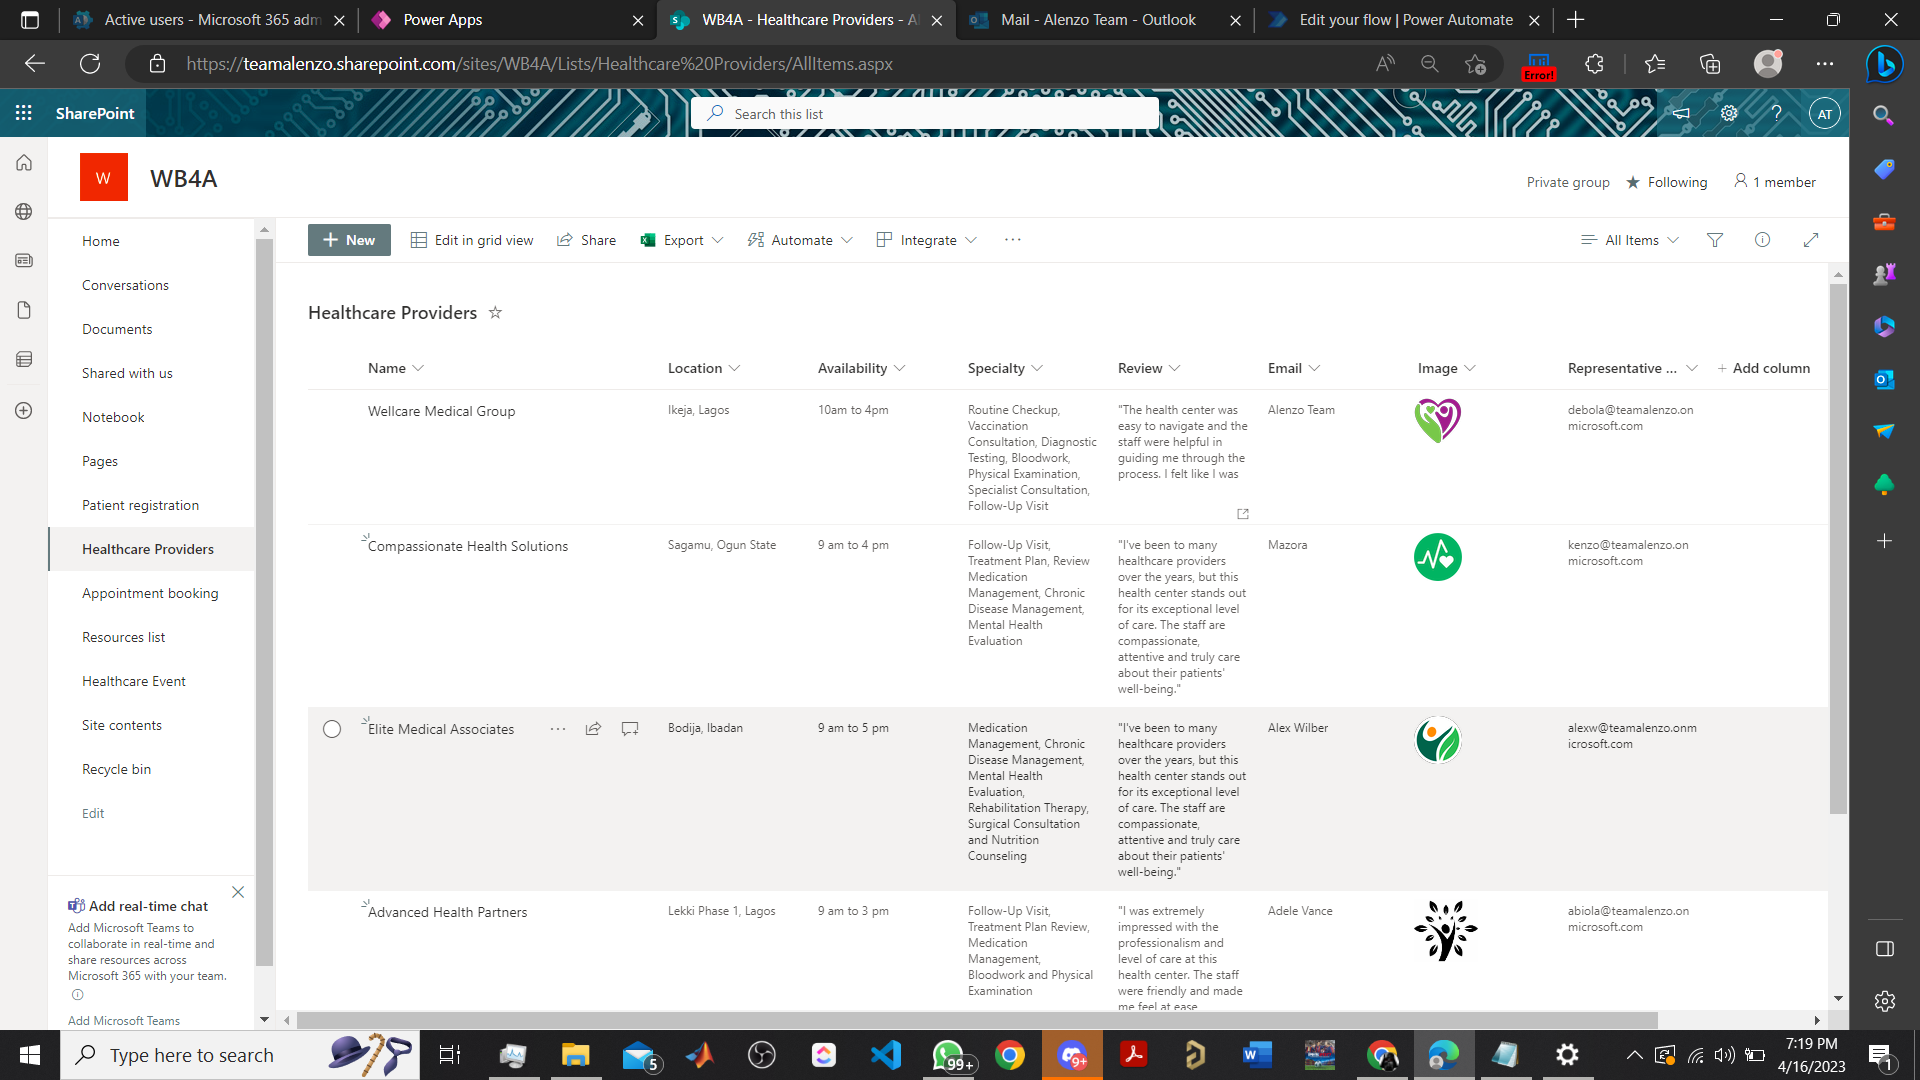 Active users - Microsoft 365 adm
Power Apps
WB4A - Healthcare Providers - Al
Mail - Alenzo Team - Outlook
Edit your flow | Power Automate
https://teamalenzo.sharepoint.com/sites/WB4A/Lists/Healthcare%20Providers/AllItems.aspx
Error!
SharePoint
Search this list
AT
W
WB4A
Private group
Following
1 member
Home
Conversations
Documents
Shared with us
Notebook
Pages
Patient registration
Healthcare Providers
Appointment booking
Resources list
Healthcare Event
Site contents
Recycle bin
Edit
Add real-time chat
Add Microsoft Teams to
collaborate in real-time and
share resources across
Microsoft 365 with your team.
Add Microsoft Teams
New
Edit in grid view
Share
Export
Automate
Integrate
All Items
Healthcare Providers
Name
Location
Availability
Specialty
Review
Email
Image
Representative ...
Add column
Wellcare Medical Group
Ikeja, Lagos
10am to 4pm
Routine Checkup,
Vaccination
Consultation, Diagnostic
Testing, Bloodwork,
Physical Examination,
Specialist Consultation,
Follow-Up Visit
"The health center was
easy to navigate and the
staff were helpful in
guiding me through the
process. I felt like I was
Alenzo Team
debola@teamalenzo.on
microsoft.com
Compassionate Health Solutions
Sagamu, Ogun State
9 am to 4 pm
Follow-Up Visit,
Treatment Plan, Review
Medication
Management, Chronic
Disease Management,
Mental Health
Evaluation
"I've been to many
healthcare providers
over the years, but this
health center stands out
for its exceptional level
of care. The staff are
compassionate,
attentive and truly care
about their patients'
well-being."
Mazora
kenzo@teamalenzo.on
microsoft.com
Elite Medical Associates
Bodija, Ibadan
9 am to 5 pm
Medication
Management, Chronic
Disease Management,
Mental Health
Evaluation,
Rehabilitation Therapy,
Surgical Consultation
and Nutrition
Counseling
"I've been to many
healthcare providers
over the years, but this
health center stands out
for its exceptional level
of care. The staff are
compassionate,
attentive and truly care
about their patients'
well-being."
Alex Wilber
alexw@teamalenzo.onm
icrosoft.com
Advanced Health Partners
Lekki Phase 1, Lagos
9 am to 3 pm
Follow-Up Visit,
Treatment Plan Review,
Medication
Management,
Bloodwork and Physical
Examination
"I was extremely
impressed with the
professionalism and
level of care at this
health center. The staff
were friendly and made
me feel at ease
Adele Vance
abiola@teamalenzo.on
microsoft.com
Type here to search
5
99+
9+
7:19 PM
4/16/2023
1